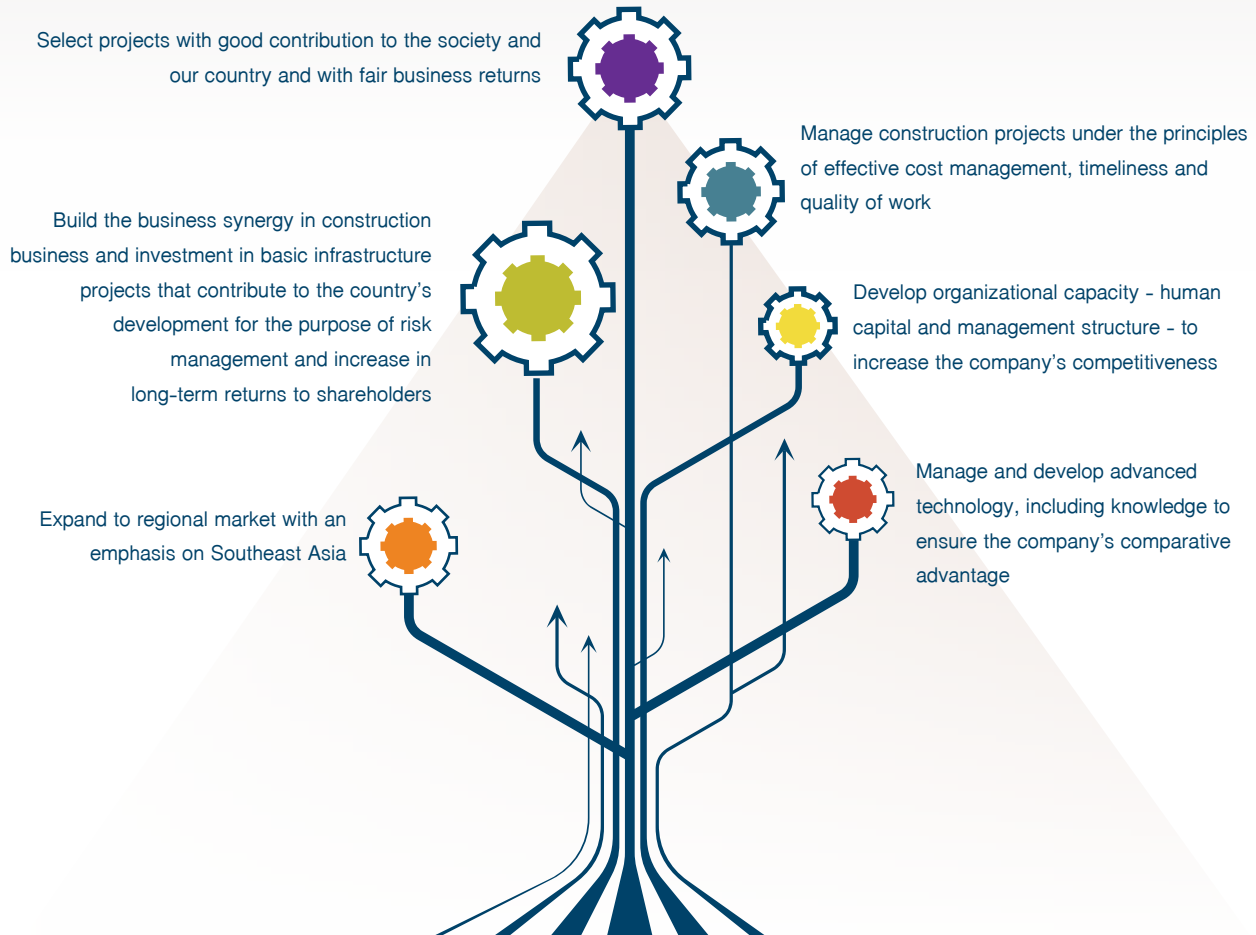 Select projects with good contribution to the society and
our country and with fair business returns
Manage construction projects under the principles
of effective cost management, timeliness and
quality of work
Build the business synergy in construction
business and investment in basic infrastructure
projects that contribute to the country's
development for the purpose of risk
management and increase in
long-term returns to shareholders
Develop organizational capacity - human
capital and management structure - to
increase the company's competitiveness
Manage and develop advanced
technology, including knowledge to
ensure the company's comparative
advantage
Expand to regional market with an
emphasis on Southeast Asia